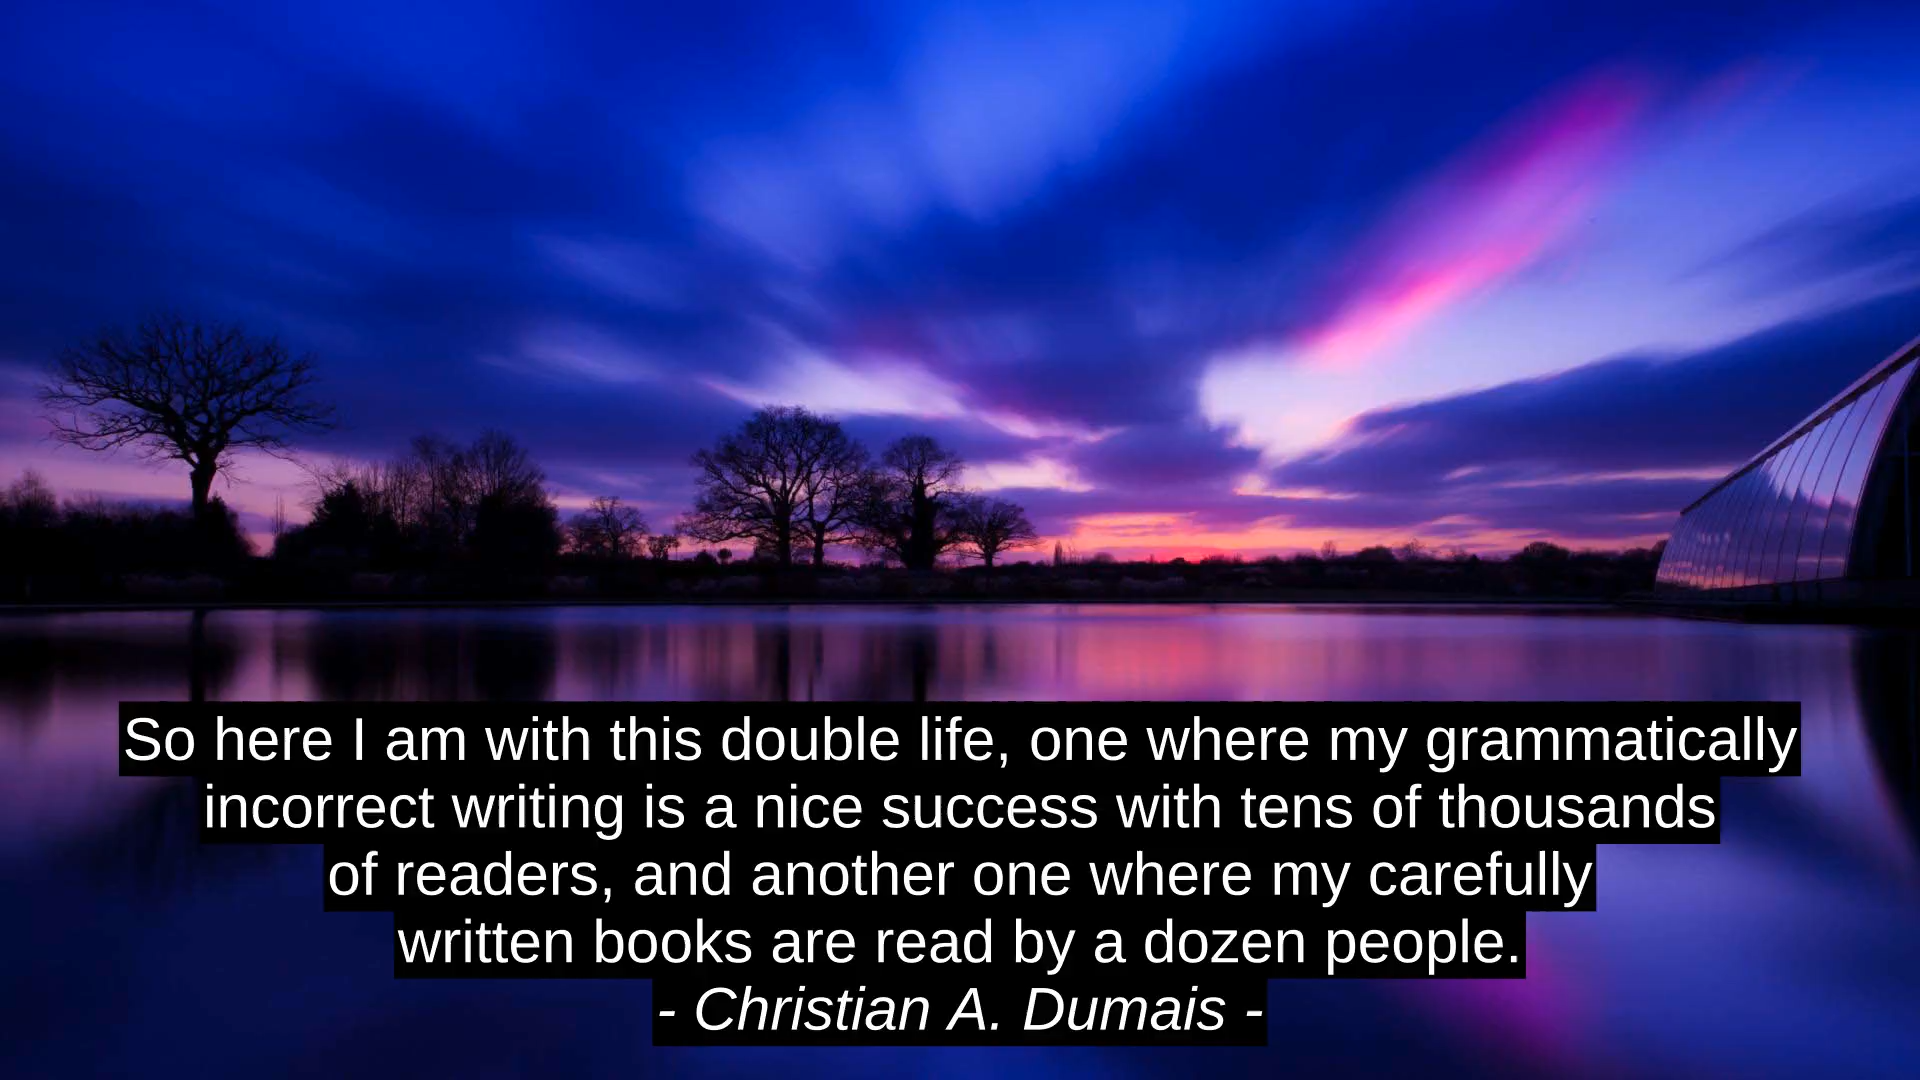 So here I am with this double life, one where my grammatically
incorrect writing is a nice success with tens of thousands
of readers, and another one where my carefully
written books are read by a dozen people.
- Christian A. Dumais -